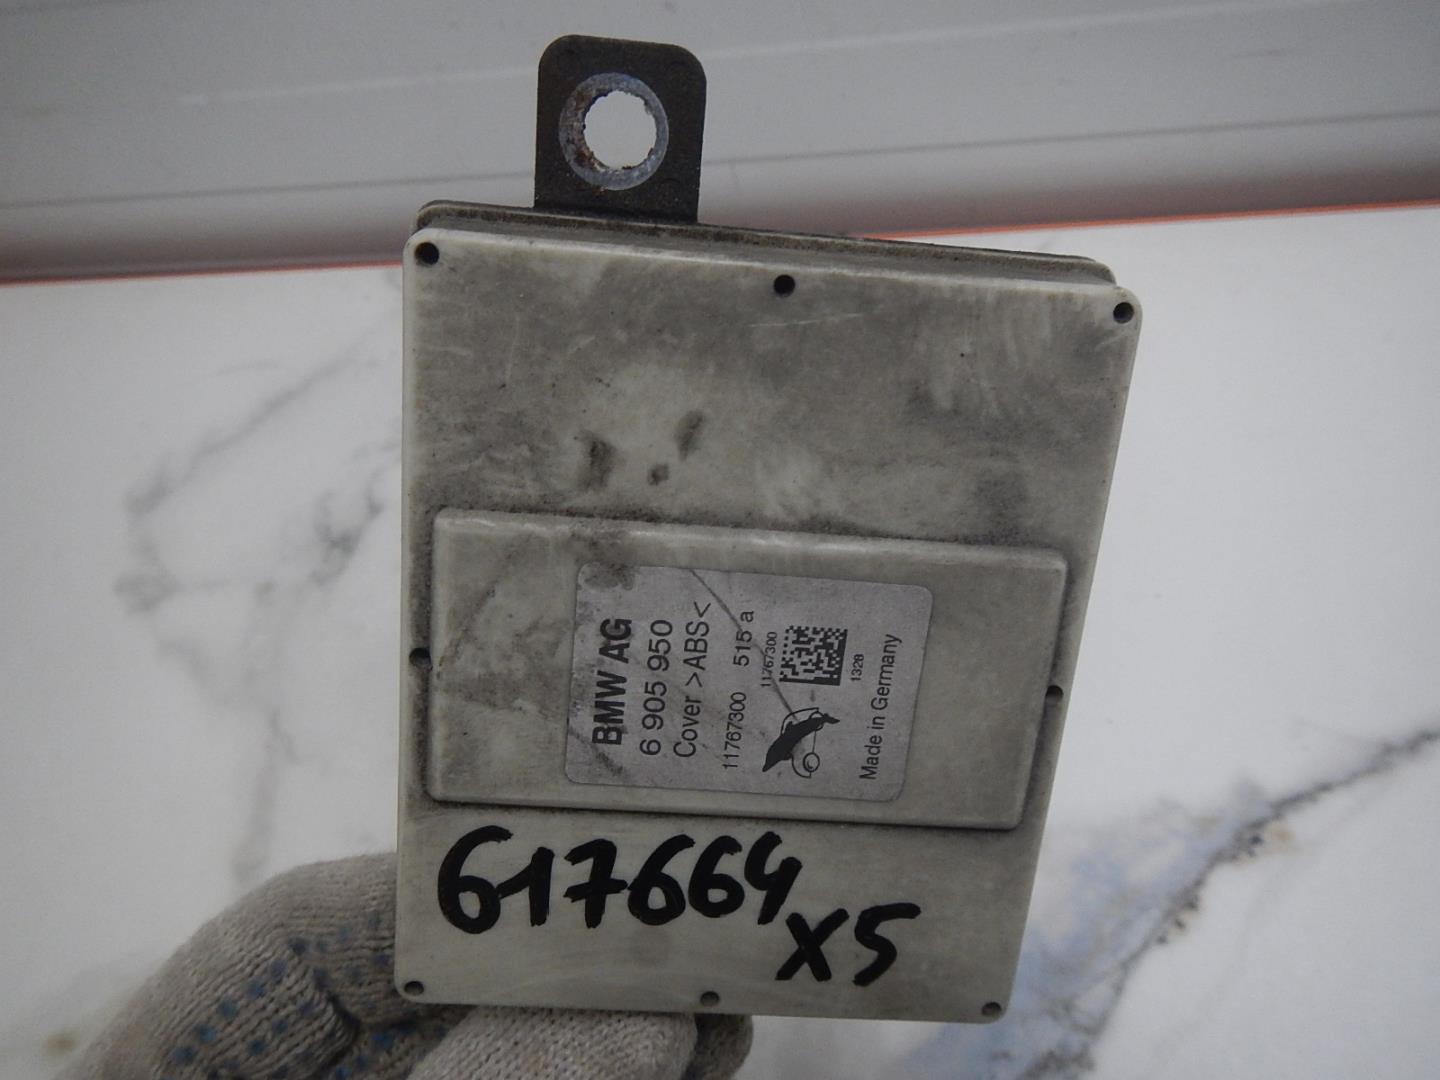 BMW AG
6 905 950
Cover >ABS<
11767300 515 a
11767300
1328
Made in Germany
617664
x5